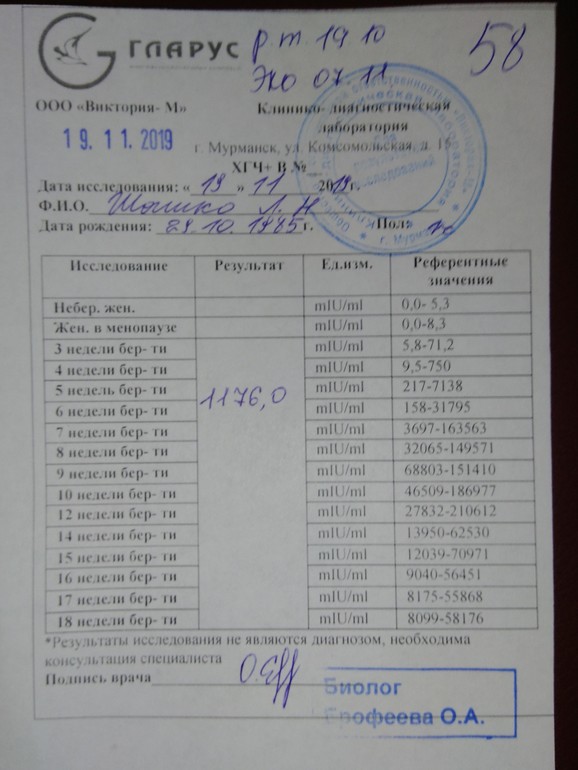 ГЛАРУС
р.т 19 10
58
Эко 07.11
ООО «Виктория- М»
Клинико- диагностическая лаборатория
19. 11. 2019
г. Мурманск, ул. Комсомольская, д.
ХГЧ+ В №
Дата исследования: « 19 » 11 2019г.
Ф.И.О. Л. Н
Дата рождения: 29.10.1985г. Пол:
Исследование Результат Ед.изм. Референтные значения
Небер. жен. mIU/ml 0,0- 5,3
Жен. в менопаузе mIU/ml 0,0-8,3
3 недели бер- ти mIU/ml 5,8-71,2
4 недели бер- ти mIU/ml 9,5-750
5 недель бер- ти 1176,0 mIU/ml 217-7138
6 недели бер- ти mIU/ml 158-31795
7 недели бер- ти mIU/ml 3697-163563
8 недели бер- ти mIU/ml 32065-149571
9 недели бер- ти mIU/ml 68803-151410
10 недели бер- ти mIU/ml 46509-186977
12 недели бер- ти mIU/ml 27832-210612
14 недели бер- ти mIU/ml 13950-62530
15 недели бер- ти mIU/ml 12039-70971
16 недели бер- ти mIU/ml 9040-56451
17 недели бер- ти mIU/ml 8175-55868
18 недели бер- ти mIU/ml 8099-58176
*Результаты исследования не являются диагнозом, необходима
консультация специалиста
Подпись врача
Биолог
Ерофеева О.А.